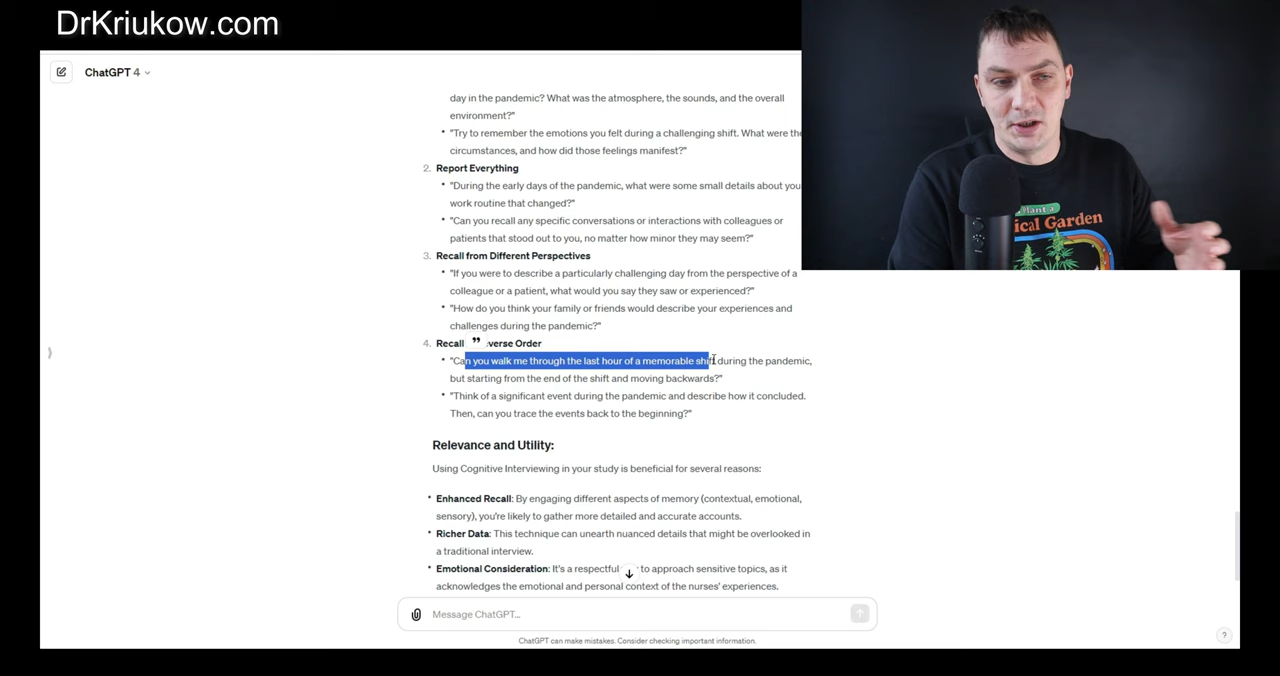 DrKriukow.com
ChatGPT 4
day in the pandemic? What was the atmosphere, the sounds, and the overall
environment?"
• "Try to remember the emotions you felt during a challenging shift. What were the
circumstances, and how did those feelings manifest?"
2. Report Everything
• "During the early days of the pandemic, what were some small details about you
work routine that changed?"
• "Can you recall any specific conversations or interactions with colleagues or
patients that stood out to you, no matter how minor they may seem?"
3. Recall from Different Perspectives
• "If you were to describe a particularly challenging day from the perspective of a
colleague or a patient, what would you say they saw or experienced?"
• "How do you think your family or friends would describe your experiences and
challenges during the pandemic?"
4. Recall verse Order
• "Can you walk me through the last hour of a memorable shift during the pandemic,
but starting from the end of the shift and moving backwards?"
• "Think of a significant event during the pandemic and describe how it concluded.
Then, can you trace the events back to the beginning?"
Relevance and Utility:
Using Cognitive Interviewing in your study is beneficial for several reasons:
• Enhanced Recall: By engaging different aspects of memory (contextual, emotional,
sensory), you're likely to gather more detailed and accurate accounts.
• Richer Data: This technique can unearth nuanced details that might be overlooked in
a traditional interview.
• Emotional Consideration: It's a respectful to approach sensitive topics, as it
acknowledges the emotional and personal context of the nurses' experiences.
Message ChatGPT...
ChatGPT can make mistakes. Consider checking important information.
?
Plant a
ical Garden